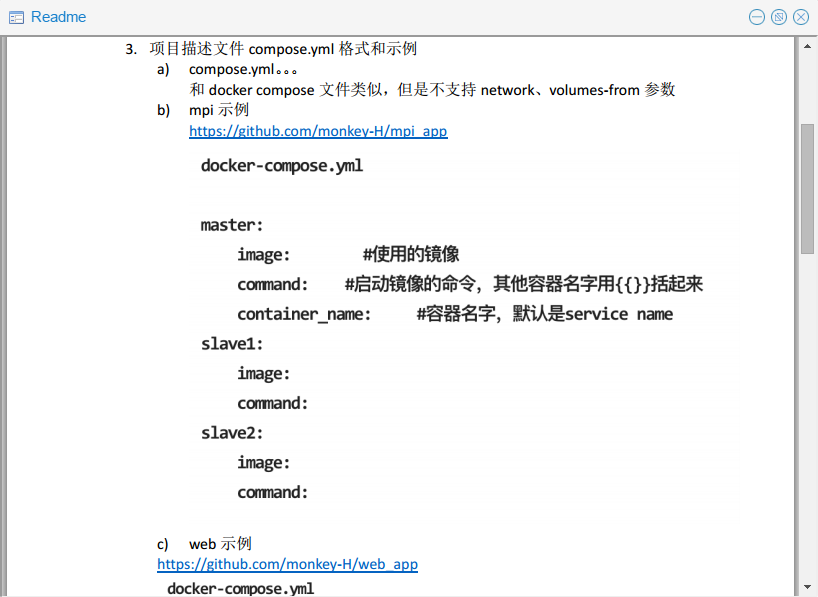 Readme
3. 项目描述文件 compose.yml 格式和示例
a) compose.yml。。。
和 docker compose 文件类似，但是不支持 network、volumes-from 参数
b) mpi 示例
https://github.com/monkey-H/mpi_app
docker-compose.yml
master:
image: #使用的镜像
command: #启动镜像的命令，其他容器名字用{{}}括起来
container_name: #容器名字，默认是service name
slave1:
image:
command:
slave2:
image:
command:
c) web 示例
https://github.com/monkey-H/web_app
docker-compose.yml